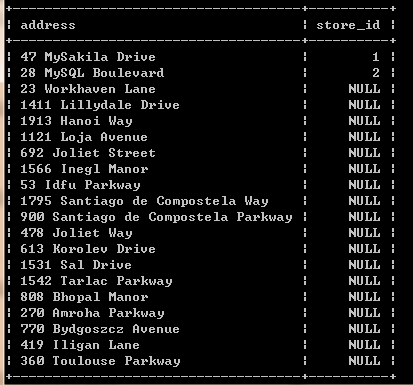 address store_id
47 MySakila Drive 1
28 MySQL Boulevard 2
23 Workhaven Lane NULL
1411 Lillydale Drive NULL
1913 Hanoi Way NULL
1121 Loja Avenue NULL
692 Joliet Street NULL
1566 Inegl Manor NULL
53 Idfu Parkway NULL
1795 Santiago de Compostela Way NULL
900 Santiago de Compostela Parkway NULL
478 Joliet Way NULL
613 Korolev Drive NULL
1531 Sal Drive NULL
1542 Tarlac Parkway NULL
808 Bhopal Manor NULL
270 Amroha Parkway NULL
770 Bydgoszcz Avenue NULL
419 Iligan Lane NULL
360 Toulouse Parkway NULL